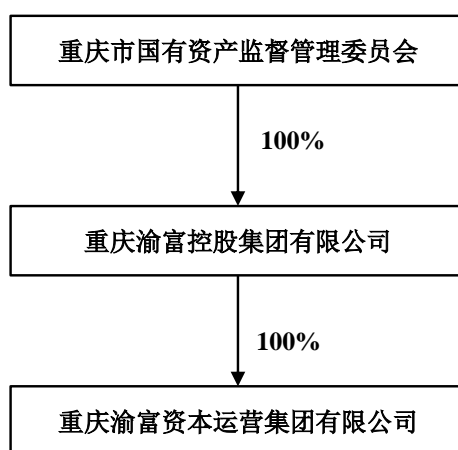 重庆市国有资产监督管理委员会
100%
重庆渝富控股集团有限公司
100%
重庆渝富资本运营集团有限公司